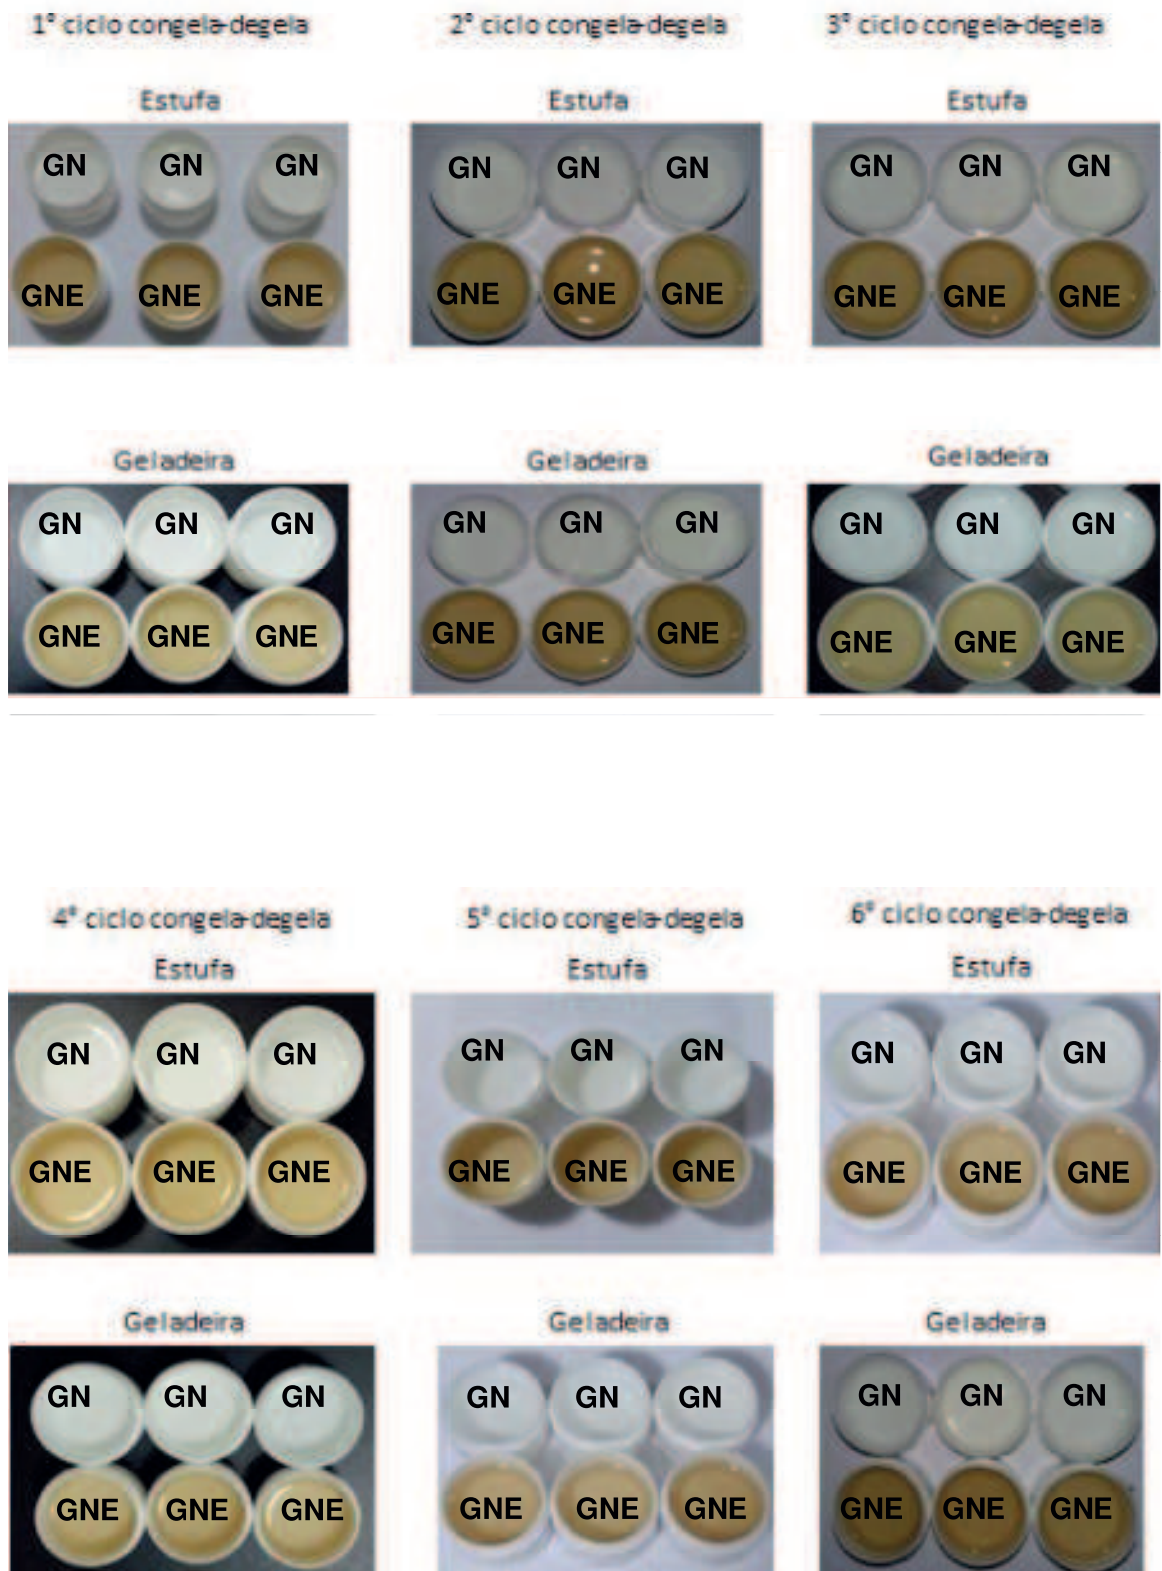 1º ciclo congela-degela 2º ciclo congela-degela 3º ciclo congela-degela
Estufa Estufa Estufa
GN GN GN GN GN GN GN GN GN
GNE GNE GNE GNE GNE GNE GNE GNE GNE
Geladeira Geladeira Geladeira
GN GN GN GN GN GN GN GN GN
GNE GNE GNE GNE GNE GNE GNE GNE GNE
4º ciclo congela-degela 5º ciclo congela-degela 6º ciclo congela-degela
Estufa Estufa Estufa
GN GN GN GN GN GN GN GN GN
GNE GNE GNE GNE GNE GNE GNE GNE GNE
Geladeira Geladeira Geladeira
GN GN GN GN GN GN GN GN GN
GNE GNE GNE GNE GNE GNE GNE GNE GNE